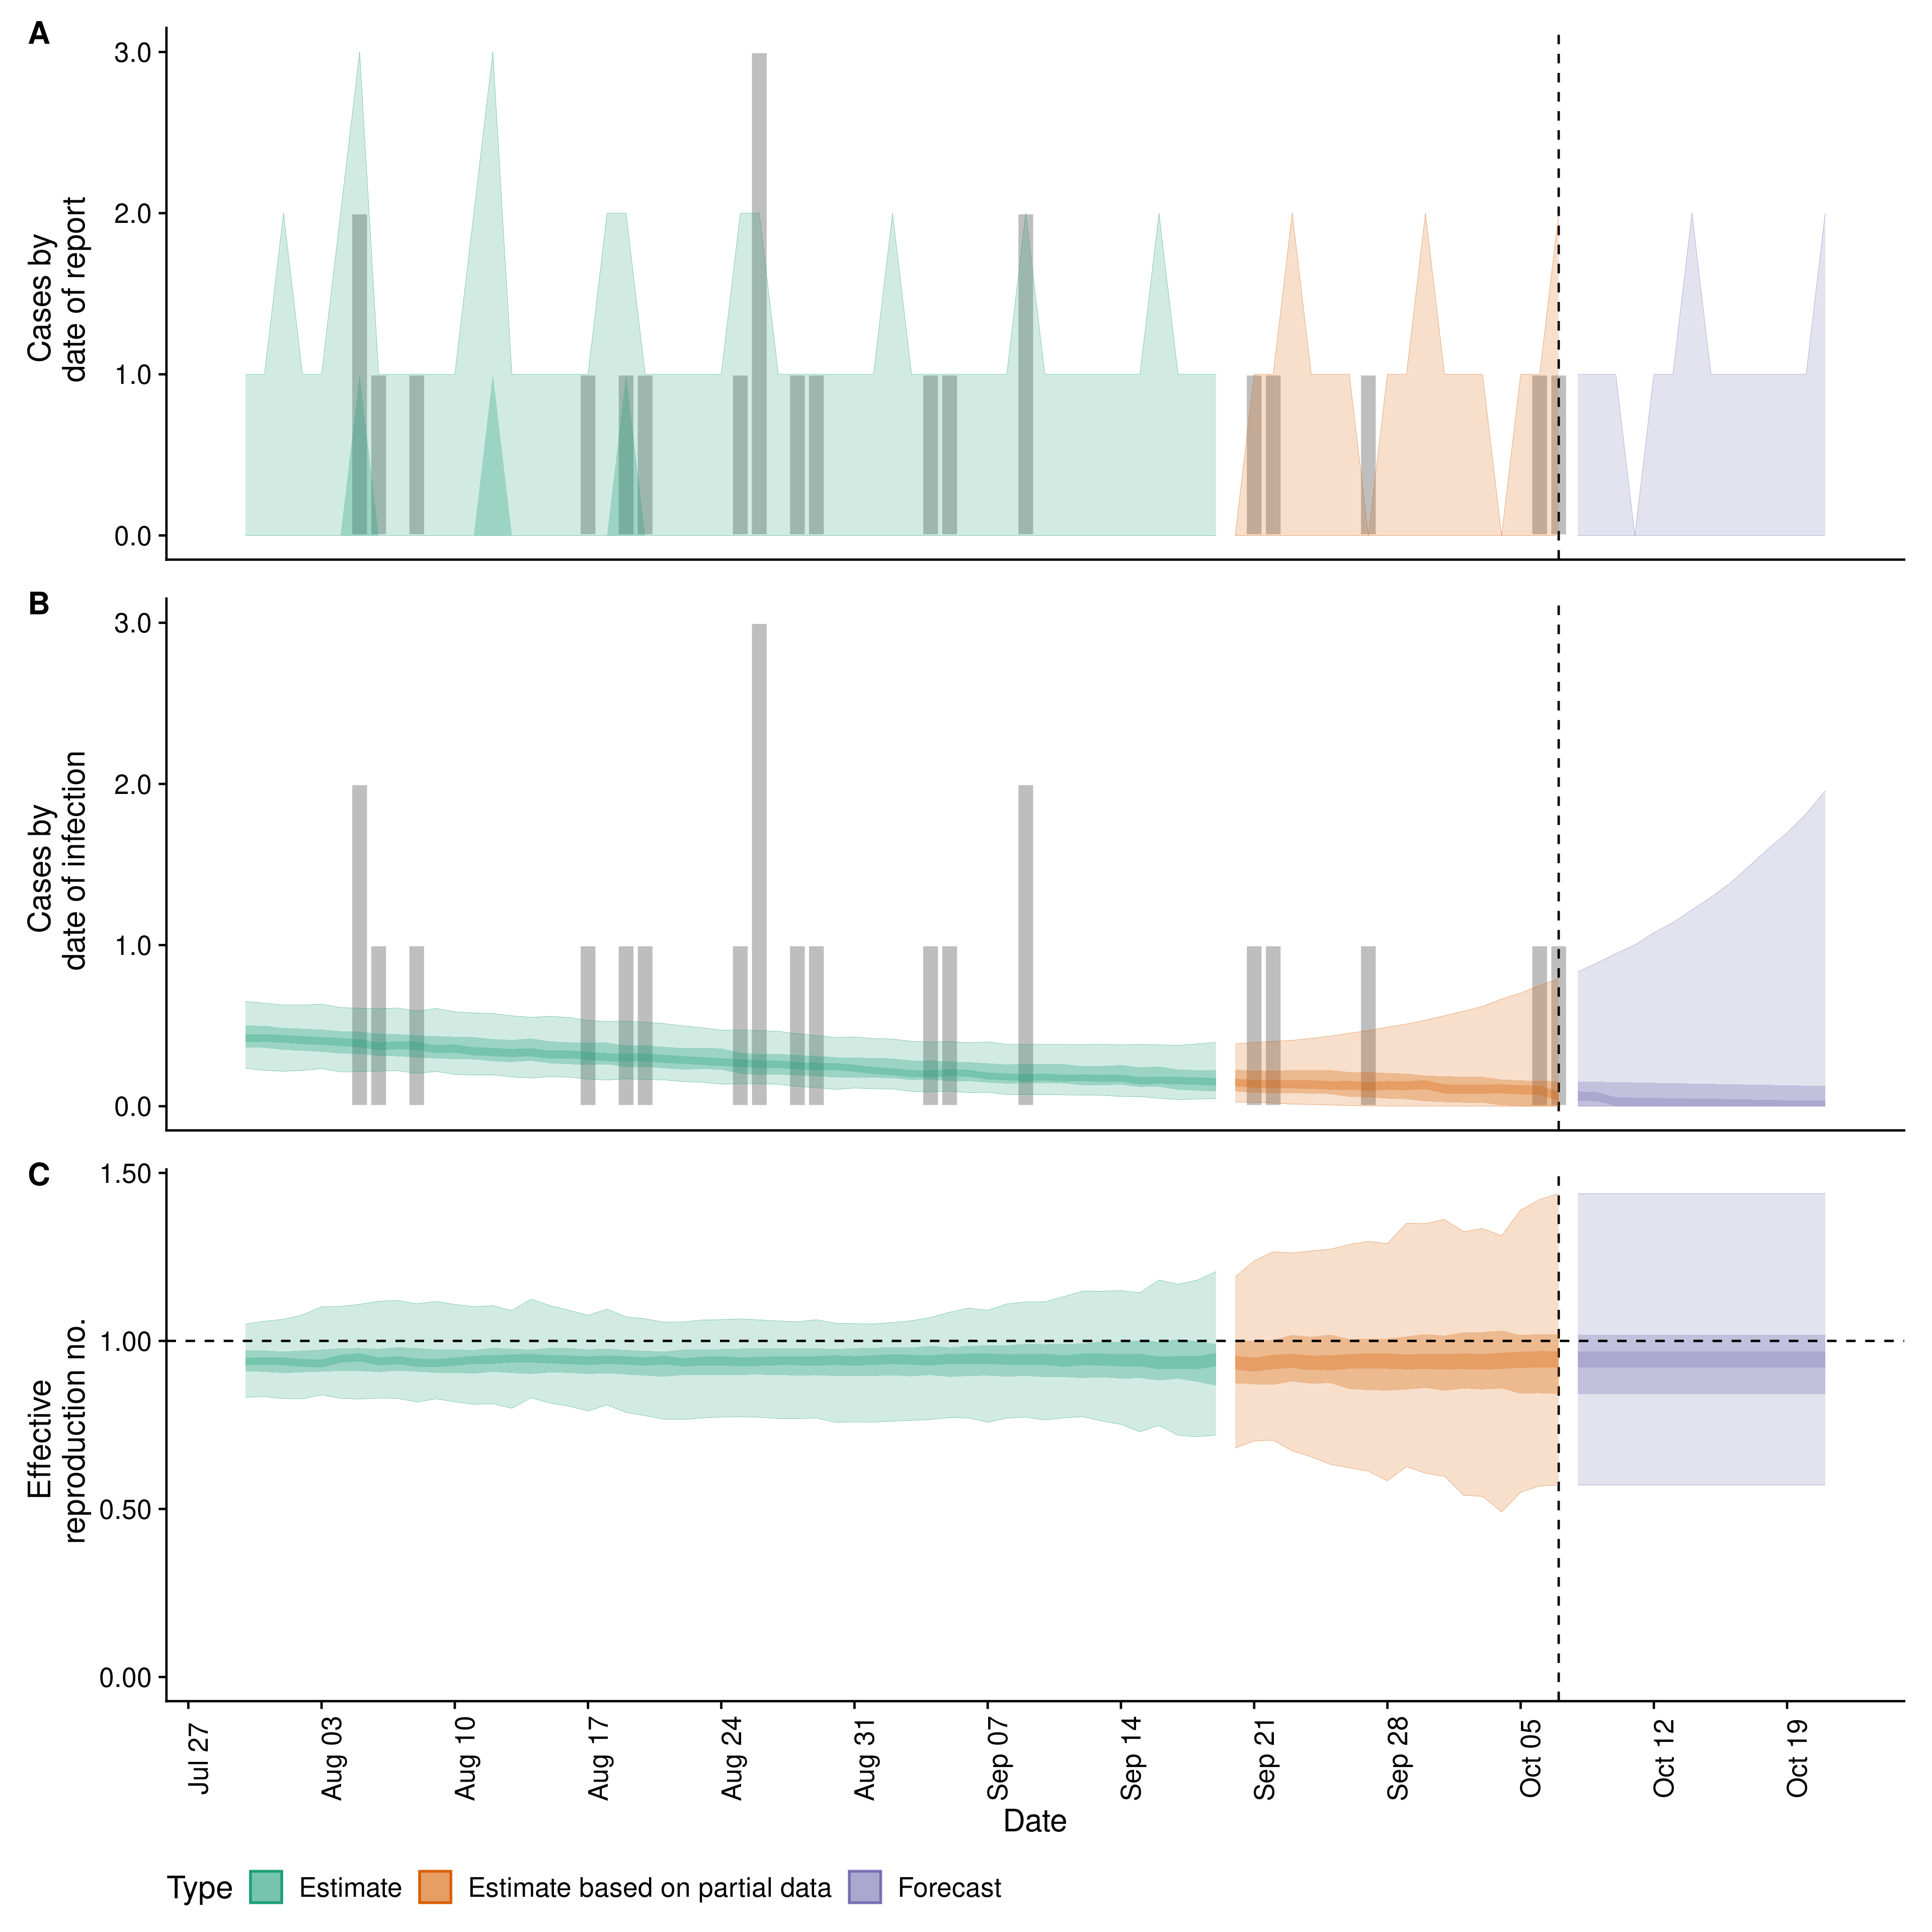 A
3.0
2.0
1.0
0.0
Cases by
date of report
B
3.0
2.0
1.0
0.0
Cases by
date of infection
C
1.50
1.00
0.50
0.00
Effective
reproduction no.
Jul 27
Aug 03
Aug 10
Aug 17
Aug 24
Aug 31
Sep 07
Sep 14
Sep 21
Sep 28
Oct 05
Oct 12
Oct 19
Date
Type
Estimate
Estimate based on partial data
Forecast